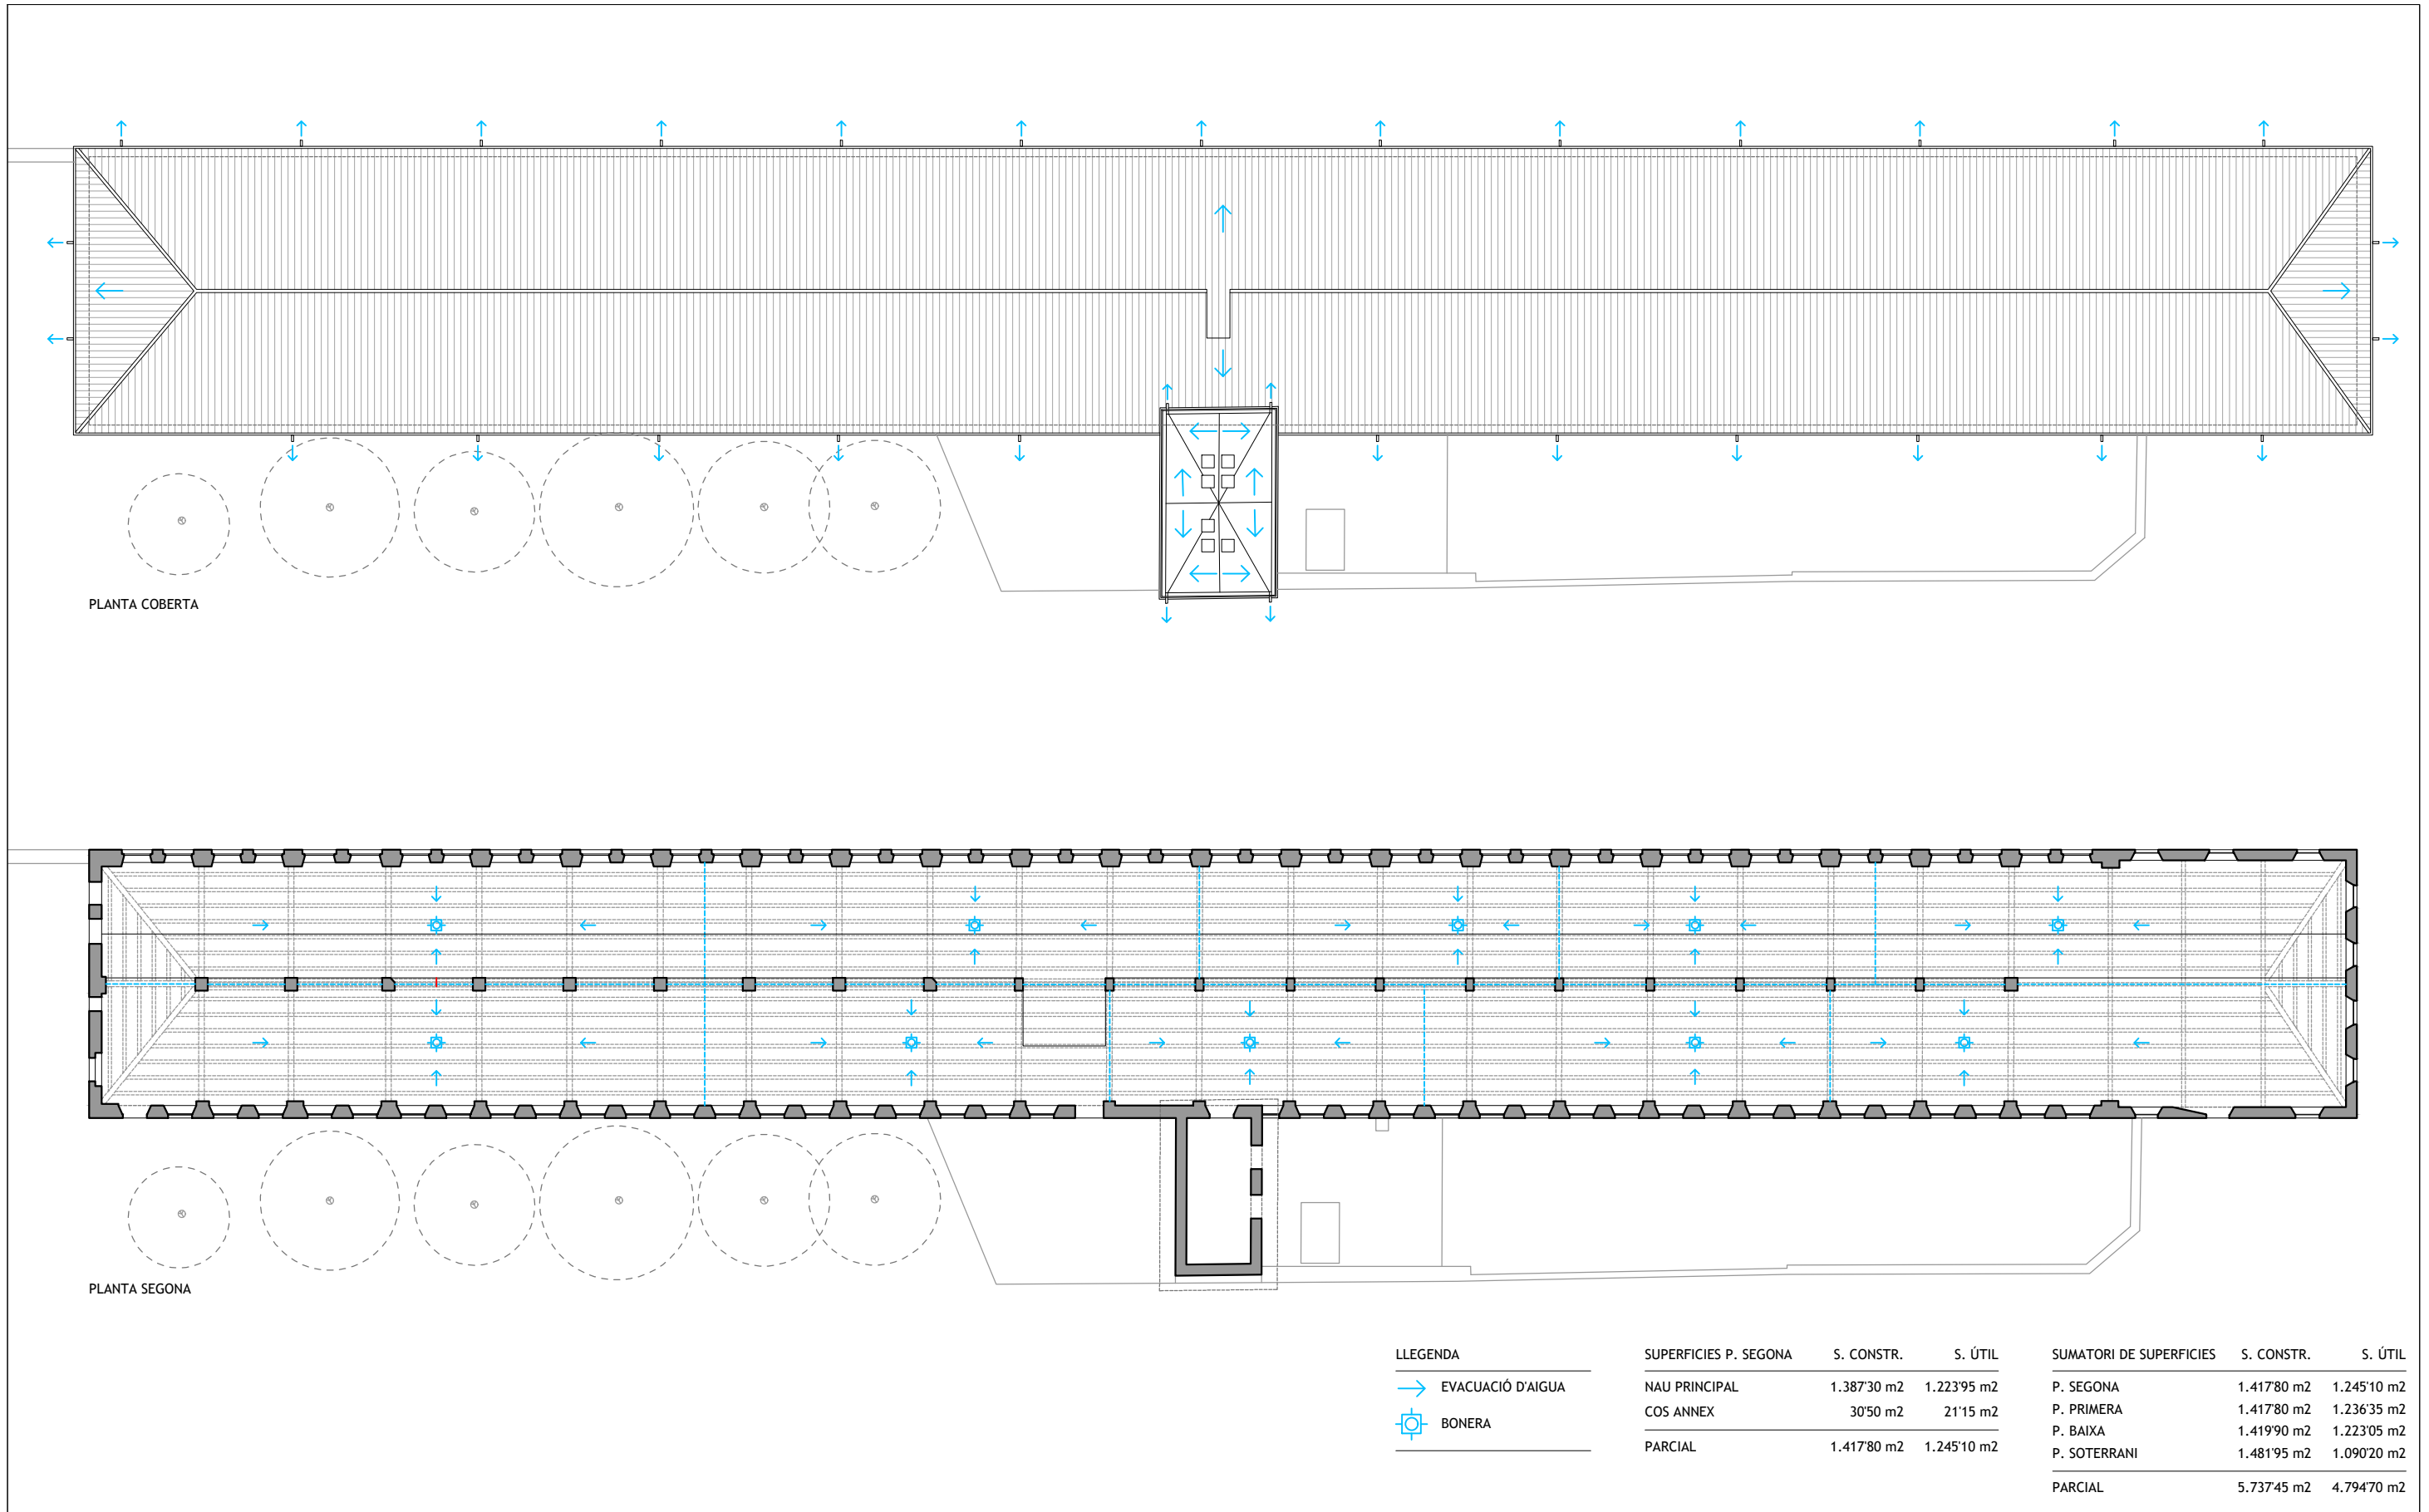 PLANTA COBERTA
PLANTA SEGONA
LLEGENDA
EVACUACIÓ D'AIGUA
BONERA
SUPERFICIES P. SEGONA S. CONSTR. S. ÚTIL
NAU PRINCIPAL 1.387'30 m2 1.223'95 m2
COS ANNEX 30'50 m2 21'15 m2
PARCIAL 1.417'80 m2 1.245'10 m2
SUMATORI DE SUPERFICIES S. CONSTR. S. ÚTIL
P. SEGONA 1.417'80 m2 1.245'10 m2
P. PRIMERA 1.417'80 m2 1.236'35 m2
P. BAIXA 1.419'90 m2 1.223'05 m2
P. SOTERRANI 1.481'95 m2 1.090'20 m2
PARCIAL 5.737'45 m2 4.794'70 m2